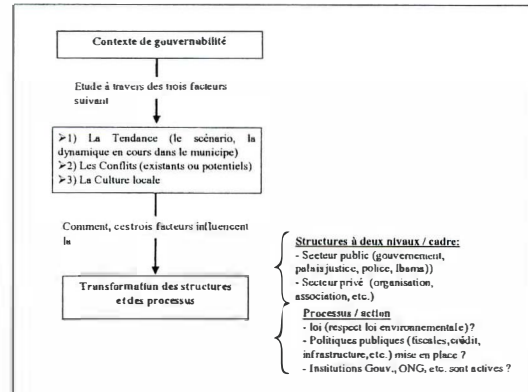 Contexte de gouvernabilité
Etude à travers des trois facteurs
suivant
➢1) La Tendance (le scénario, la
dynamique en cours dans le municipe)
➢2) Les Conflits (existants ou potentiels)
➢3) La Culture locale
Comment, ces trois facteurs influencent
la
Transformation des structures
et des processus
Structures à deux nivaux / cadre:
- Secteur public (gouvernement,
palais justice, police, Ibama))
- Secteur privé (organisation,
association, etc.)
Processus / action
- loi (respect loi environnementale) ?
- Politiques publiques (fiscales, crédit,
infrastructure, etc.) mise en place ?
- Institutions Gouv., ONG, etc. sont actives ?